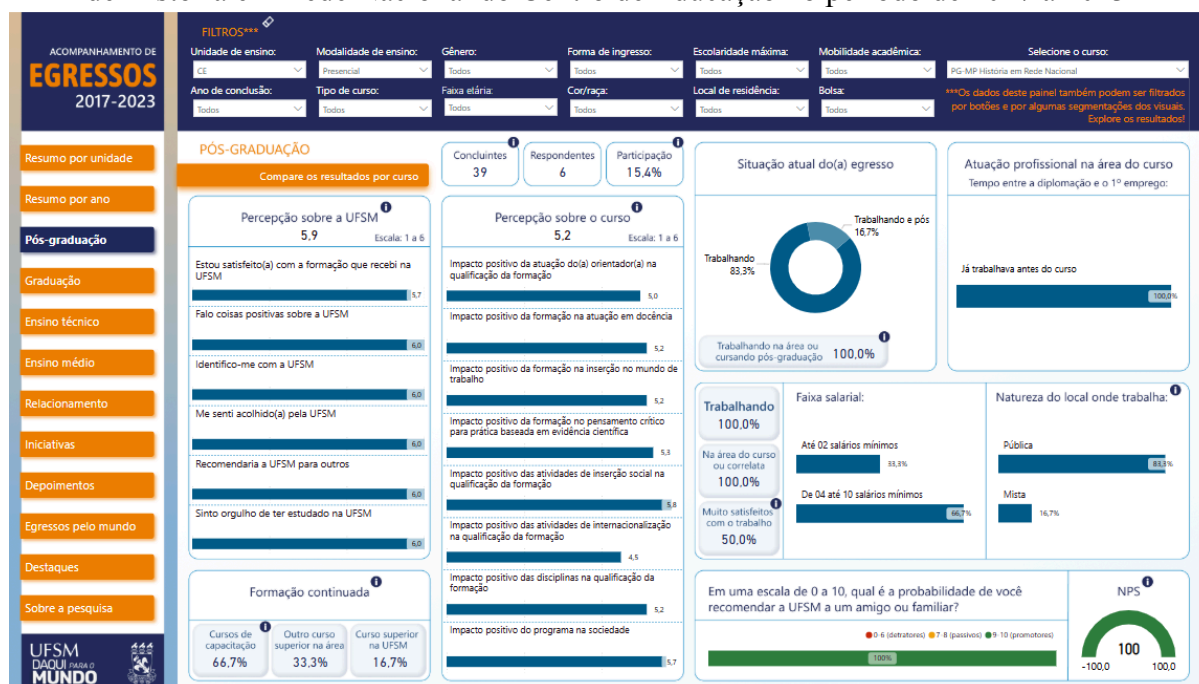 FILTROS***
ACOMPANHAMENTO DE
EGRESSOS
2017-2023
Unidade de ensino:
CE
Modalidade de ensino:
Presencial
Gênero:
Todos
Forma de ingresso:
Todos
Escolaridade máxima:
Todos
Mobilidade acadêmica:
Todos
Selecione o curso:
PG-MP História em Rede Nacional
Ano de conclusão:
Todos
Tipo de curso:
Todos
Faixa etária:
Todos
Cor/raça:
Todos
Local de residência:
Todos
Bolsa:
Todos
***Os dados deste painel também podem ser filtrados
por botões e por algumas segmentações dos visuais.
Explore os resultados!
Resumo por unidade
Resumo por ano
Pós-graduação
Graduação
Ensino técnico
Ensino médio
Relacionamento
Iniciativas
Depoimentos
Egressos pelo mundo
Destaques
Sobre a pesquisa
UFSM
DAQUI PARA O
MUNDO
PÓS-GRADUAÇÃO
Compare os resultados por curso
Concluintes
39
Respondentes
6
Participação
15,4%
Percepção sobre a UFSM
5,9
Escala: 1 a 6
Estou satisfeito(a) com a formação que recebi na
UFSM
5,7
Falo coisas positivas sobre a UFSM
6,0
Identifico-me com a UFSM
6,0
Me senti acolhido(a) pela UFSM
6,0
Recomendaria a UFSM para outros
6,0
Sinto orgulho de ter estudado na UFSM
6,0
Formação continuada
Cursos de
capacitação
66,7%
Outro curso
superior na área
33,3%
Curso superior
na UFSM
16,7%
Percepção sobre o curso
5,2
Escala: 1 a 6
Impacto positivo da atuação do(a) orientador(a) na
qualificação da formação
5,0
Impacto positivo da formação na atuação em docência
5,2
Impacto positivo da formação na inserção no mundo de
trabalho
5,2
Impacto positivo da formação no pensamento crítico
para prática baseada em evidência científica
5,3
Impacto positivo das atividades de inserção social na
qualificação da formação
5,8
Impacto positivo das atividades de internacionalização
na qualificação da formação
4,5
Impacto positivo das disciplinas na qualificação da
formação
5,2
Impacto positivo do programa na sociedade
5,7
Situação atual do(a) egresso
Trabalhando e pós
16,7%
Trabalhando
83,3%
Trabalhando na área ou
cursando pós-graduação
100,0%
Atuação profissional na área do curso
Tempo entre a diplomação e o 1º emprego:
Já trabalhava antes do curso
100,0%
Trabalhando
100,0%
Na área do curso
ou correlata
100,0%
Muito satisfeitos
com o trabalho
50,0%
Faixa salarial:
Até 02 salários mínimos
33,3%
De 04 até 10 salários mínimos
66,7%
Natureza do local onde trabalha:
Pública
83,3%
Mista
16,7%
Em uma escala de 0 a 10, qual é a probabilidade de você
recomendar a UFSM a um amigo ou familiar?
0-6 (detratores) 7-8 (passivos) 9-10 (promotores)
100%
NPS
100
-100,0
100,0